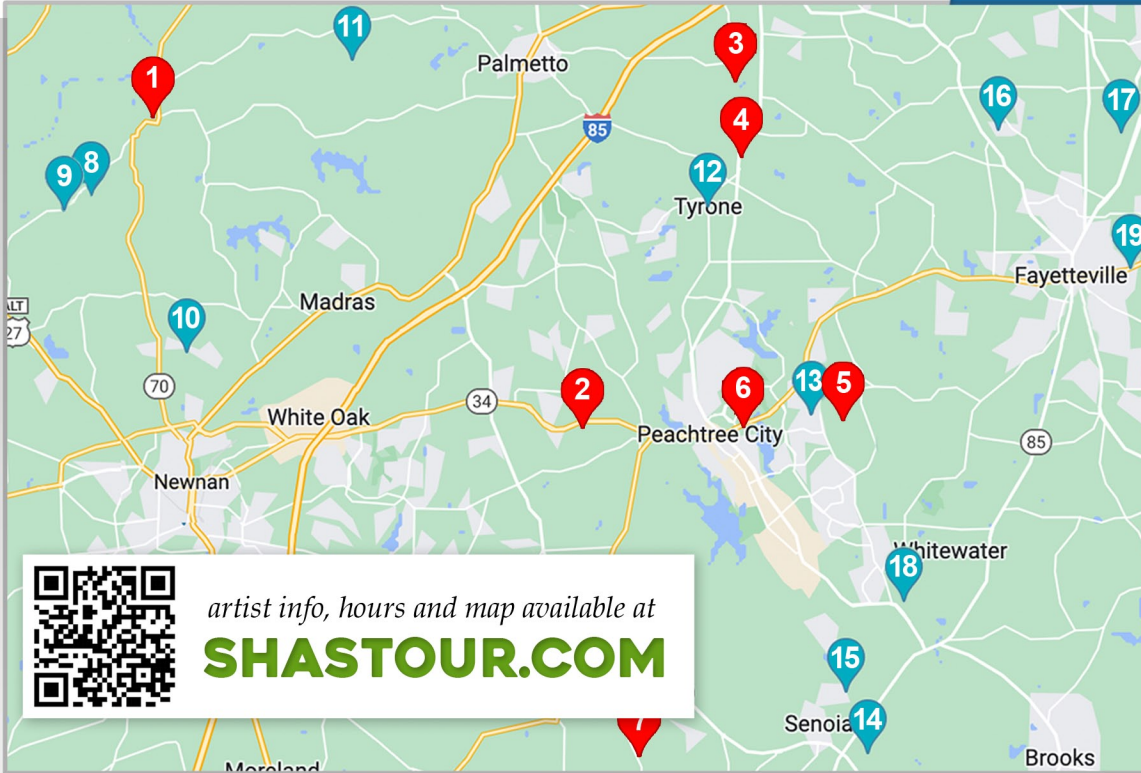 11
Palmetto
3
1
16
17
4
85
9
8
12
Tyrone
19
Fayetteville
Madras
ALT
27
10
70
2
13
5
6
34
White Oak
Peachtree City
85
Newnan
Whitewater
18
artist info, hours and map available at
SHASTOUR.COM
15
Senoia
14
7
Moreland
Brooks